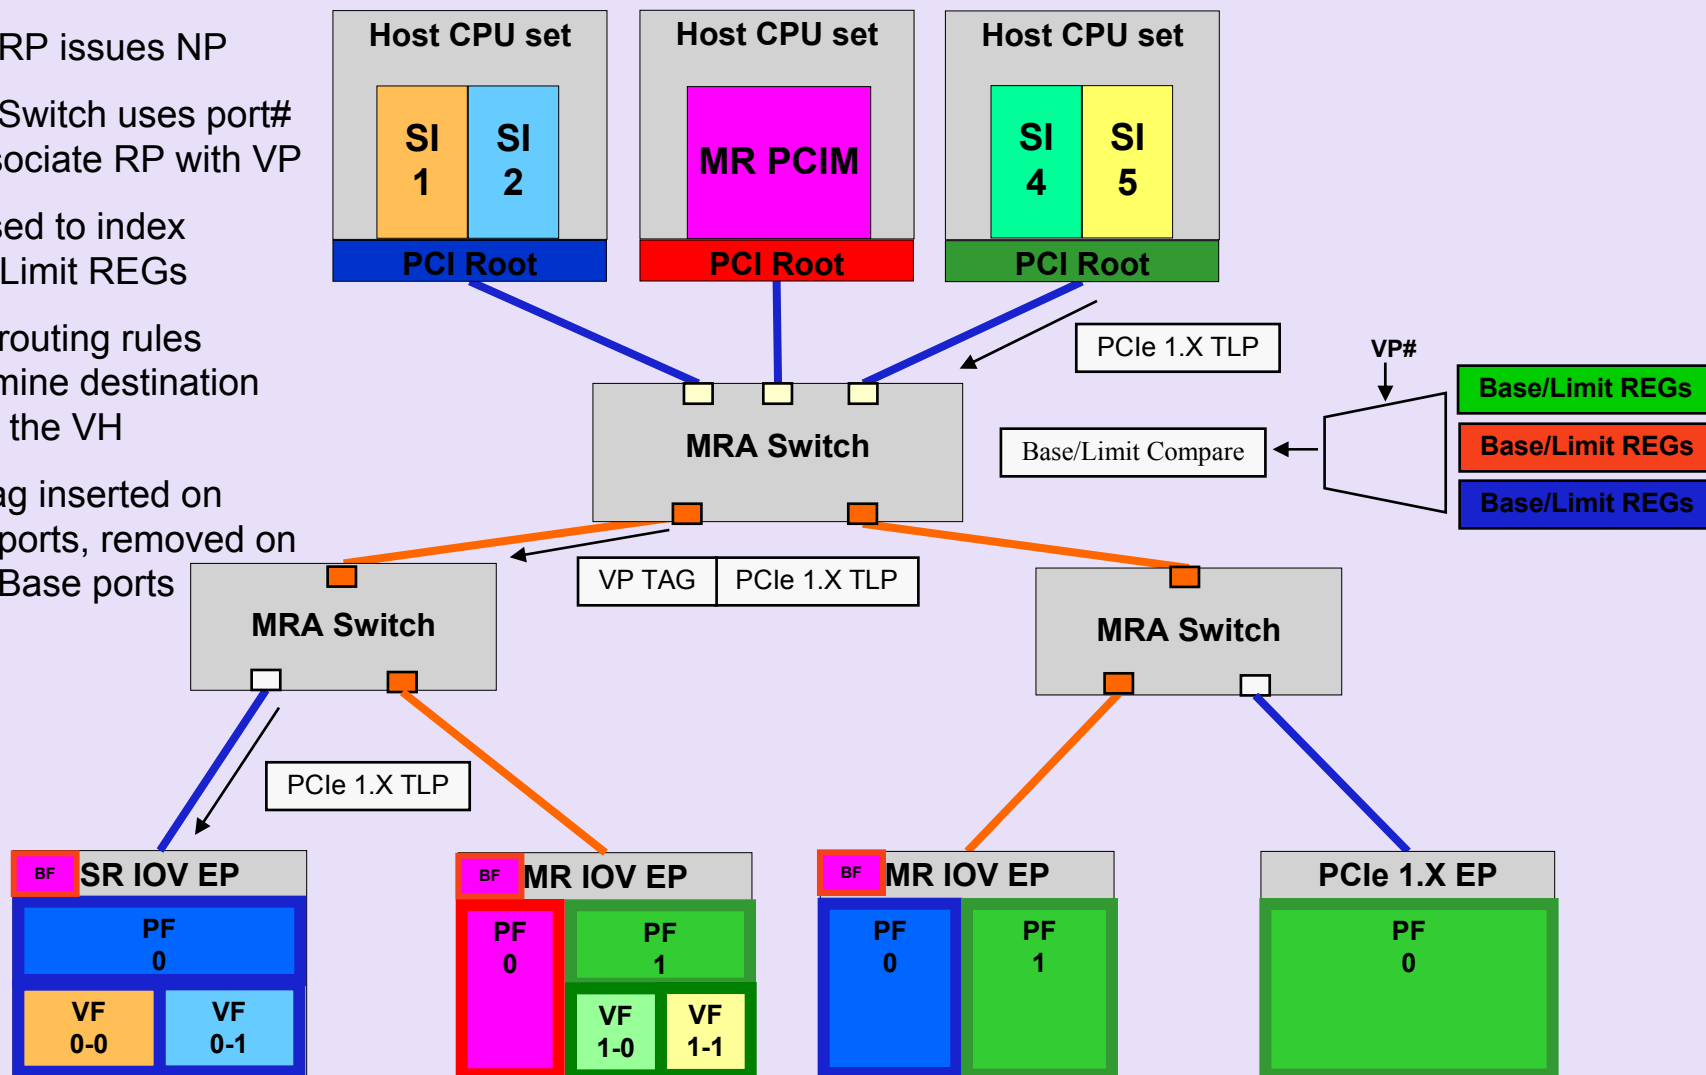 RP issues NP
Switch uses port#
sociate RP with VP
sed to index
Limit REGs
routing rules
mine destination
the VH
ag inserted on
ports, removed on
Base ports
Host CPU set
SI
1
SI
2
PCI Root
Host CPU set
MR PCIM
PCI Root
Host CPU set
SI
4
SI
5
PCI Root
PCIe 1.X TLP
MRA Switch
VP#
Base/Limit Compare
Base/Limit REGs
Base/Limit REGs
Base/Limit REGs
VP TAG
PCIe 1.X TLP
MRA Switch
MRA Switch
PCIe 1.X TLP
BF
SR IOV EP
PF
0
VF
0-0
VF
0-1
BF
MR IOV EP
PF
0
PF
1
VF
1-0
VF
1-1
BF
MR IOV EP
PF
0
PF
1
PCIe 1.X EP
PF
0